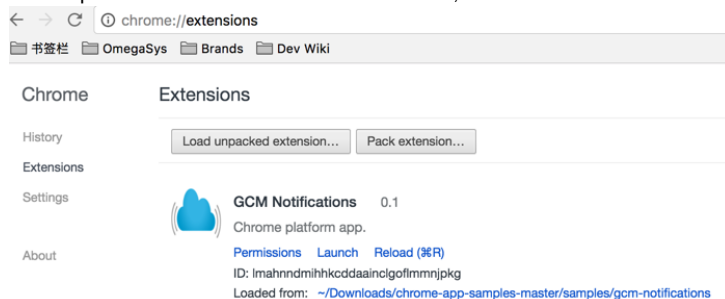 chrome://extensions
书签栏 OmegaSys Brands Dev Wiki
Chrome Extensions
History
Load unpacked extension... Pack extension...
Extensions
Settings
GCM Notifications 0.1
Chrome platform app.
About
Permissions Launch Reload (⌘R)
ID: lmahnndmihhkcddaainclgoflmmnjpkg
Loaded from: ~/Downloads/chrome-app-samples-master/samples/gcm-notifications